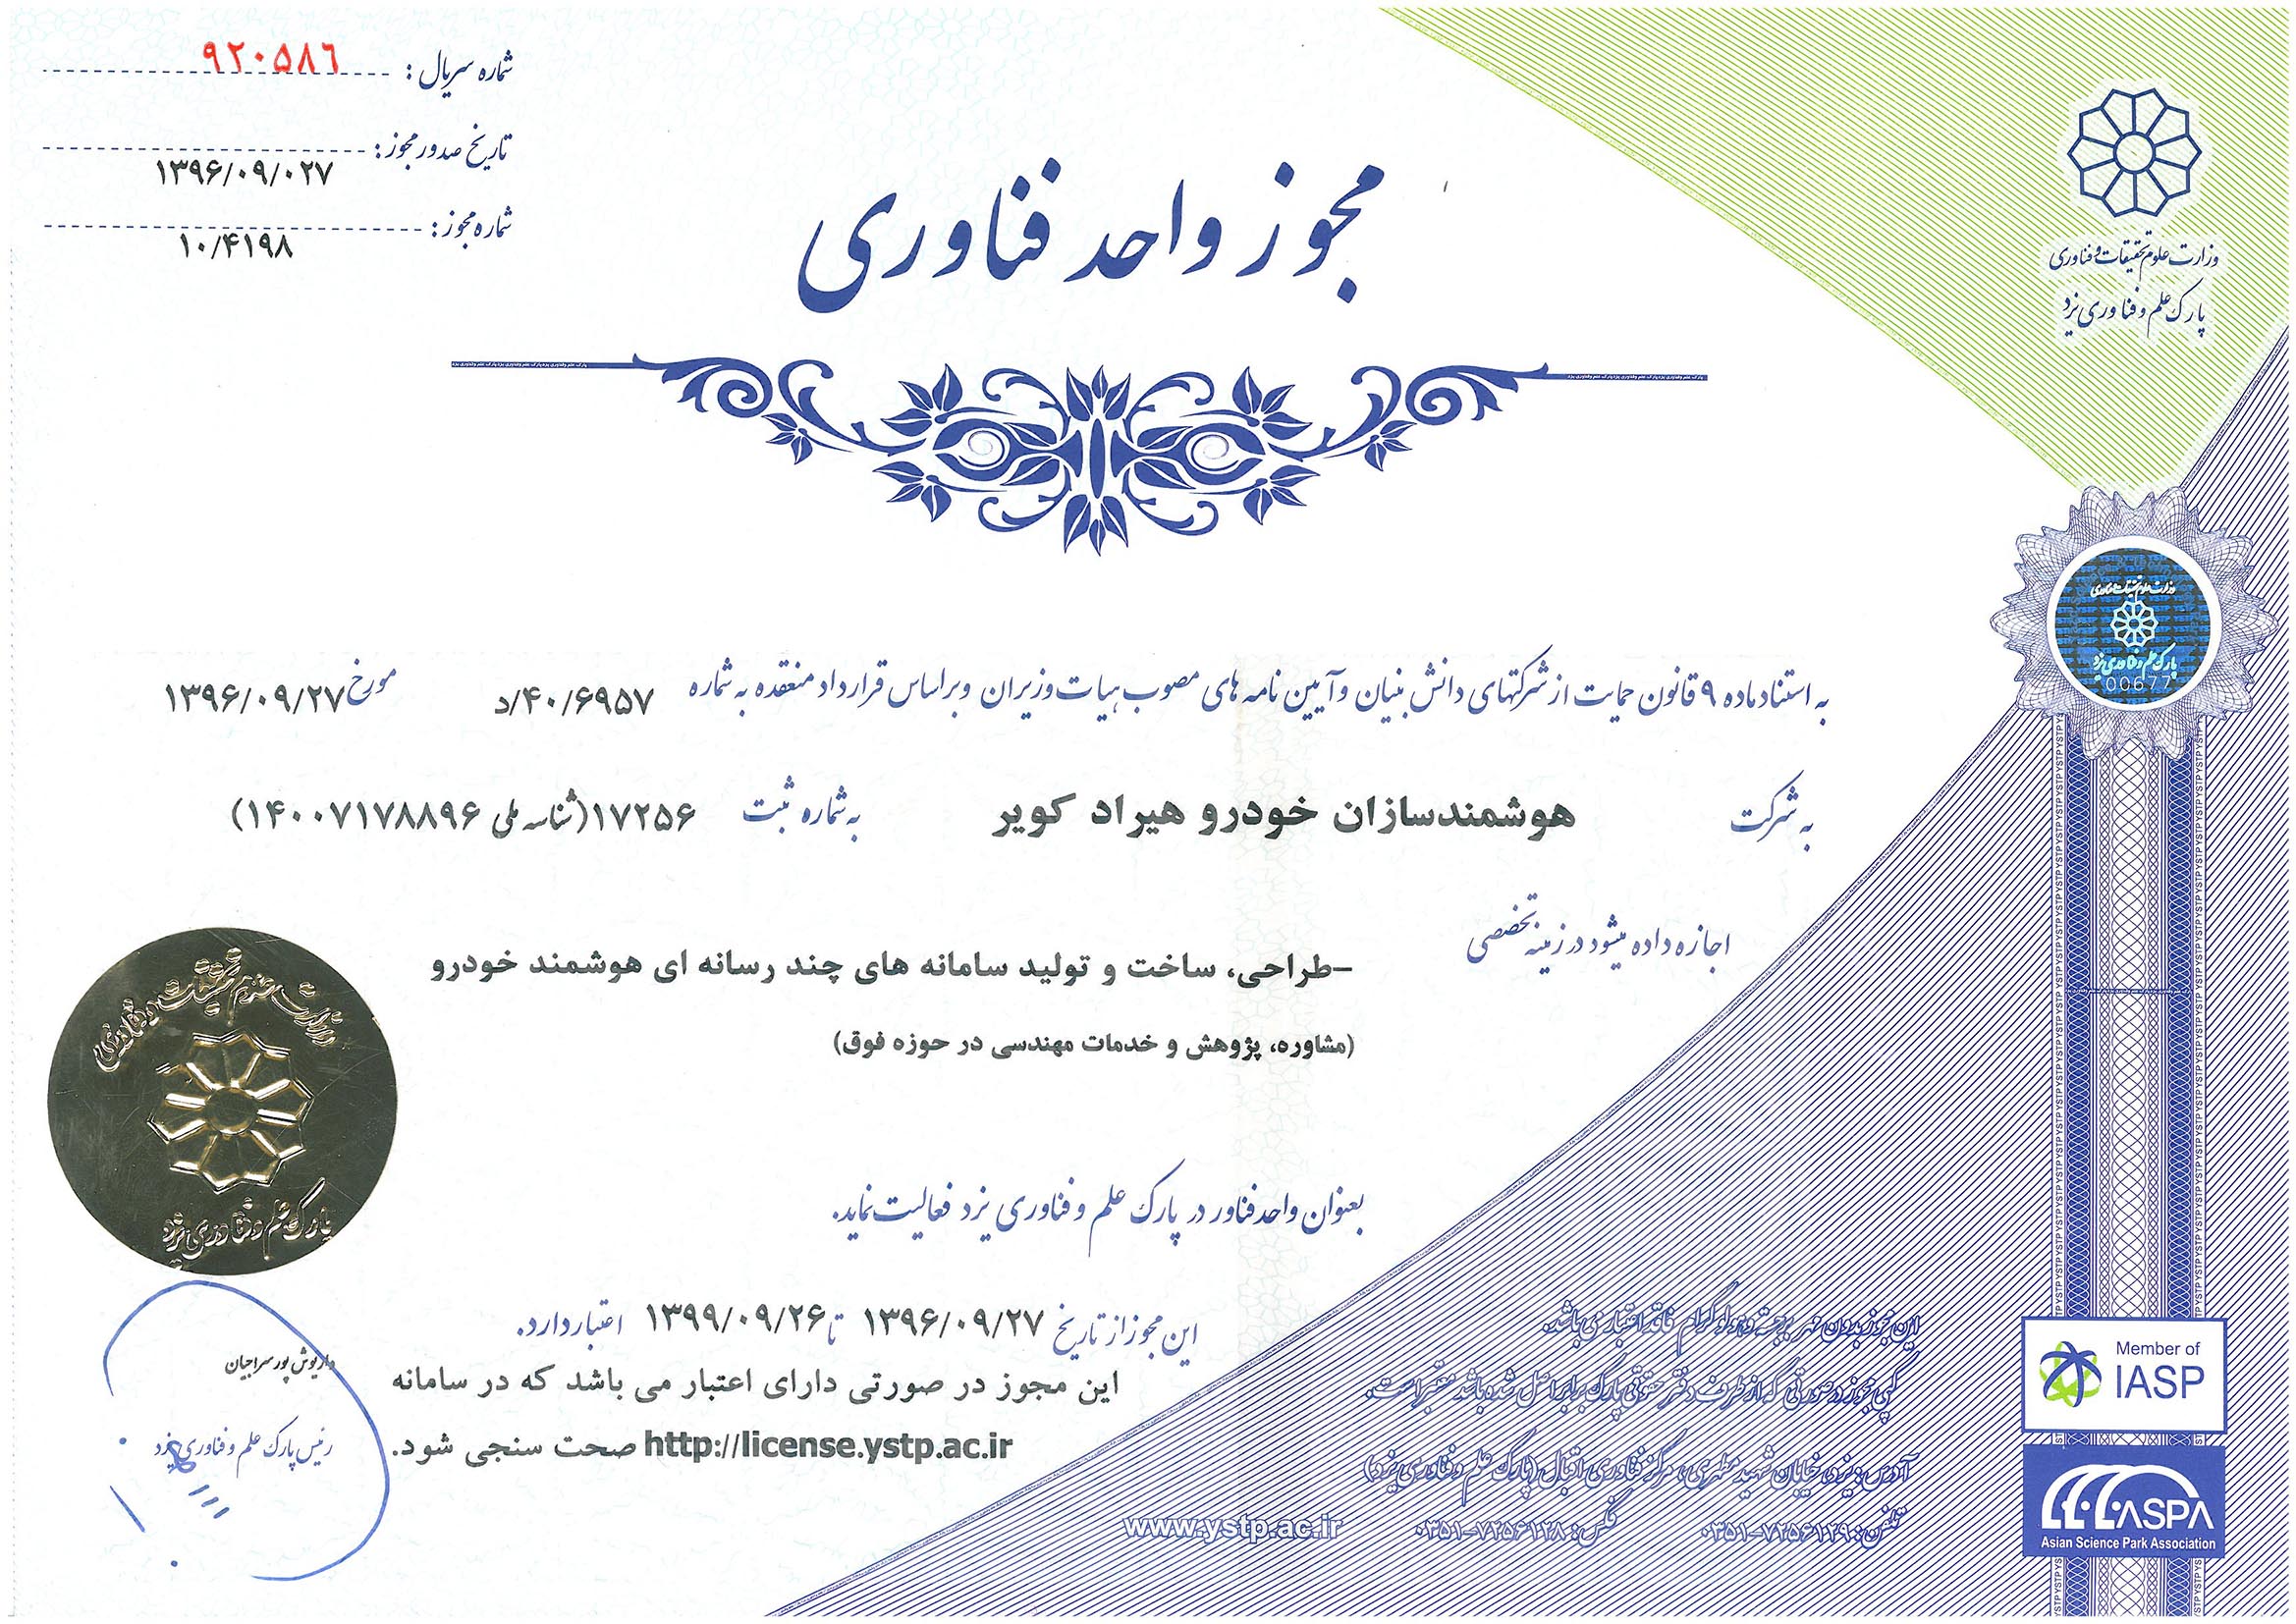 شماره سریال: ۹۲۰۵۸٦
تاریخ صدور مجوز: ۱۳۹۶/۰۹/۰۲۷
شماره مجوز: ۱۰/۴۱۹۸
وزارت علوم تحقیقات و فناوری
پارک علم و فناوری یزد
مجوز واحد فناوری
وزارت علوم تحقیقات و فناوری
پارک علم و فناوری یزد
00677
به استناد ماده ۹ قانون حمایت از شرکتهای دانش بنیان و آیین نامه های مصوب هیات وزیران و براساس قرارداد منعقده به شماره ۴۰/۶۹۵۷/د مورخ ۱۳۹۶/۰۹/۲۷
به شرکت هوشمندسازان خودرو هیراد کویر به شماره ثبت ۱۷۲۵۶(شناسه ملی ۱۴۰۰۷۱۷۸۸۹۶)
اجازه داده میشود در زمینه تخصصی -طراحی، ساخت و تولید سامانه های چند رسانه ای هوشمند خودرو
(مشاوره، پژوهش و خدمات مهندسی در حوزه فوق)
بعنوان واحد فناور در پارک علم و فناوری یزد فعالیت نماید.
این مجوز از تاریخ ۱۳۹۶/۰۹/۲۷ تا ۱۳۹۹/۰۹/۲۶ اعتبار دارد.
این مجوز در صورتی دارای اعتبار می باشد که در سامانه
http://license.ystp.ac.ir صحت سنجی شود.
وزارت علوم تحقیقات و فناوری
پارک علم و فناوری یزد
داریوش پورسراجیان
رئیس پارک علم و فناوری یزد
این مجوز بدون مهر برجسته و هولوگرام فاقد اعتبار می باشد.
کپی مجوز در صورتی که از طرف دفتر حقوقی پارک برابر اصل شده باشد معتبر است.
آدرس: یزد، خیابان شهید مطهری، مرکز فناوری اقبال (پارک علم و فناوری یزد)
تلفن: ۰۳۵۱-۷۲۵۶۱۲۹ فکس: ۰۳۵۱-۷۲۵۶۱۲۸ www.ystp.ac.ir
Member of
IASP
ASPA
Asian Science Park Association